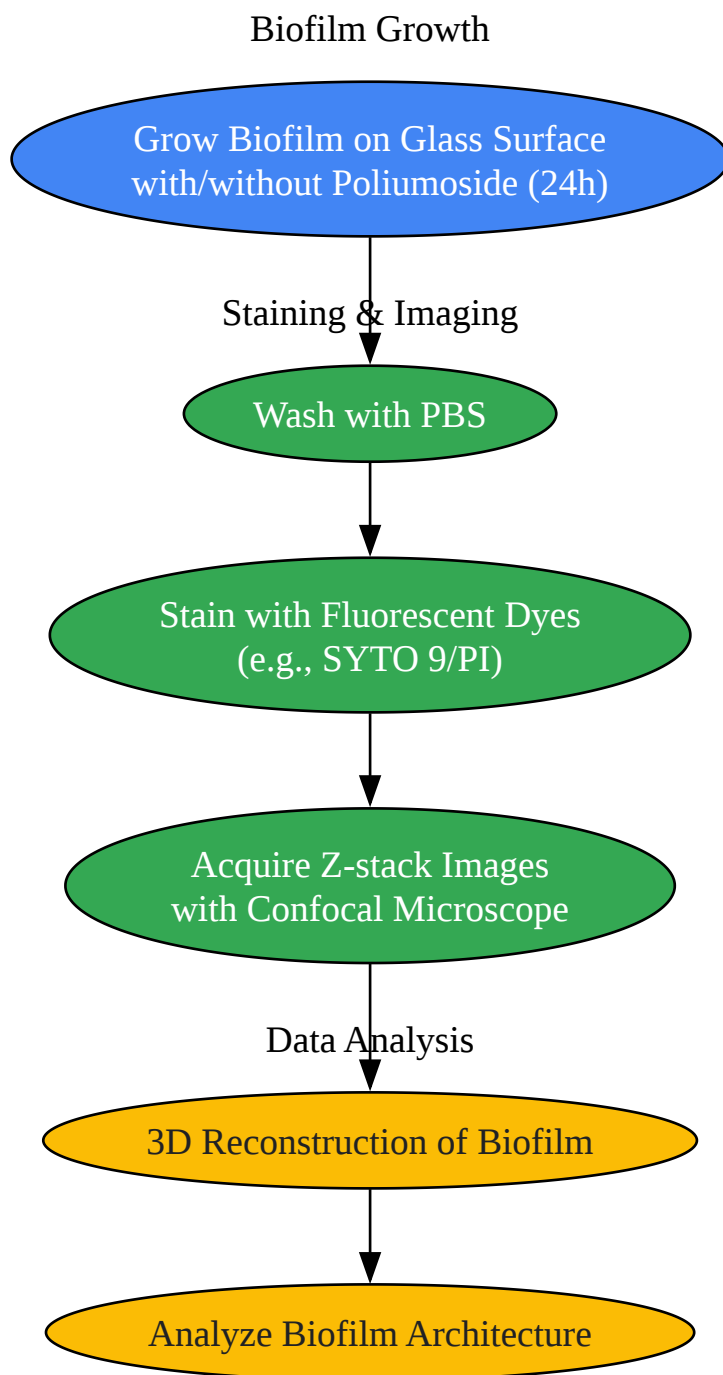 Biofilm Growth
Grow Biofilm on Glass Surface
with/without Poliumoside (24h)
Staining & Imaging
Wash with PBS
Stain with Fluorescent Dyes
(e.g., SYTO 9/PI)
Acquire Z-stack Images
with Confocal Microscope
Data Analysis
3D Reconstruction of Biofilm
Analyze Biofilm Architecture